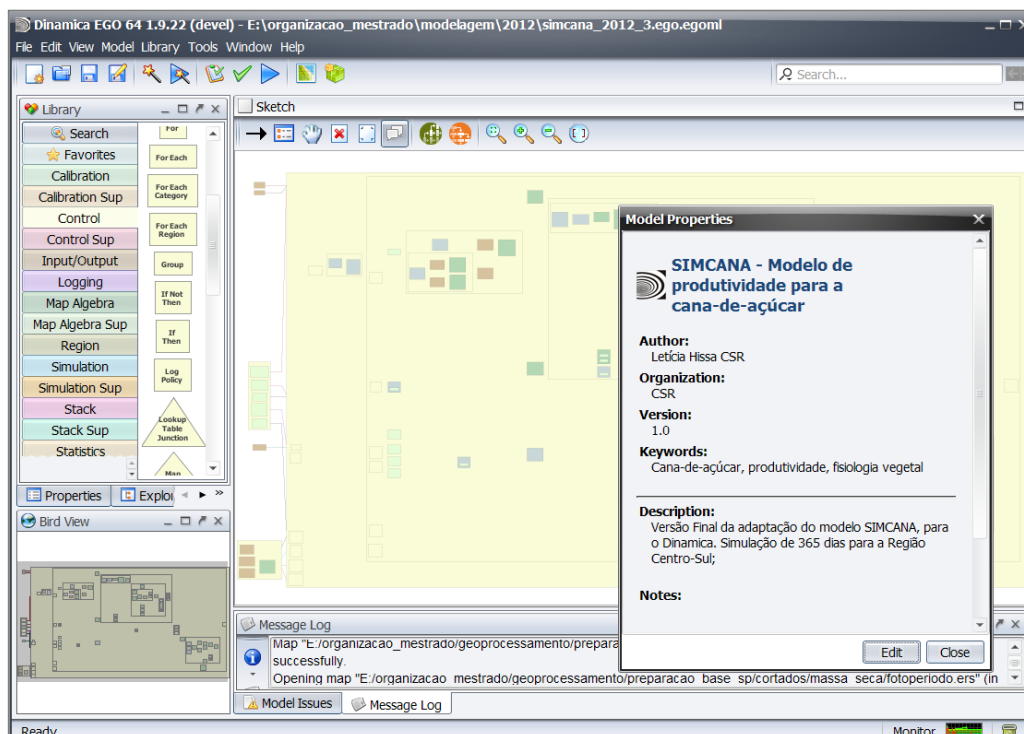 Dinamica EGO 64 1.9.22 (devel) - E:\organizacao_mestrado\modelagem\2012\simcana_2012_3.ego.egoml
File Edit View Model Library Tools Window Help
Search...
Library
Search
Favorites
Calibration
Calibration Sup
Control
Control Sup
Input/Output
Logging
Map Algebra
Map Algebra Sup
Region
Simulation
Simulation Sup
Stack
Stack Sup
Statistics
For
For Each
For Each
Category
For Each
Region
Group
If Not
Then
If
Then
Log
Policy
Lookup
Table
Junction
Map
Properties
Explor
Bird View
Sketch
Model Properties
SIMCANA - Modelo de
produtividade para a
cana-de-açúcar
Author:
Letícia Hissa CSR
Organization:
CSR
Version:
1.0
Keywords:
Cana-de-açúcar, produtividade, fisiologia vegetal
Description:
Versão Final da adaptação do modelo SIMCANA, para
o Dinamica. Simulação de 365 dias para a Região
Centro-Sul;
Notes:
Edit
Close
Message Log
Map "E:/organizacao_mestrado/geoprocessamento/prepara
successfully.
Opening map "E:/organizacao_mestrado/geoprocessamento/preparacao_base_sp/cortados/massa_seca/fotoperiodo.ers" (in
Model Issues
Message Log
Ready
Monitor